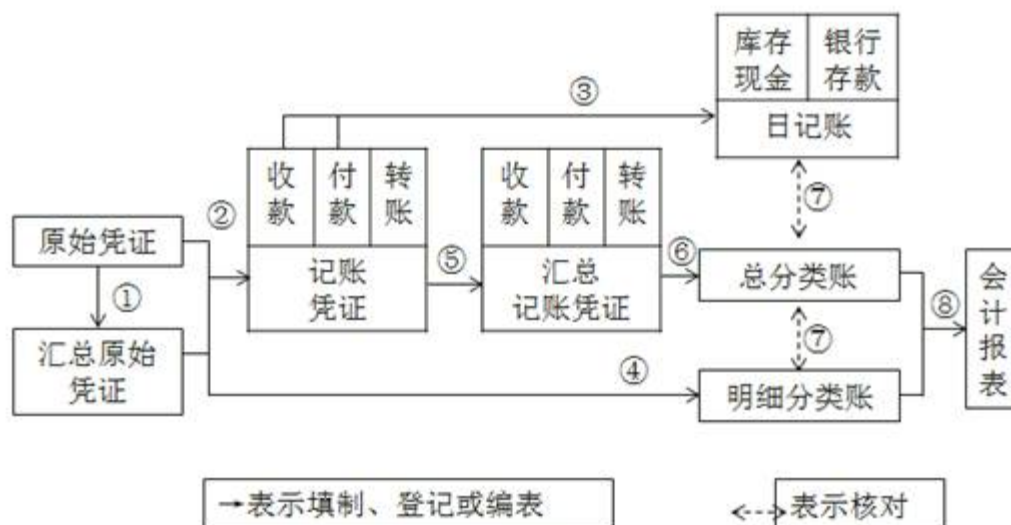 库存
现金
银行
存款
日记账
③
收款
付款
转账
收款
付款
转账
⑦
②
原始凭证
记账
凭证
⑤
汇总
记账凭证
⑥
总分类账
①
⑧
会计报表
汇总原始
凭证
⑦
④
明细分类账
→表示填制、登记或编表
<-->表示核对